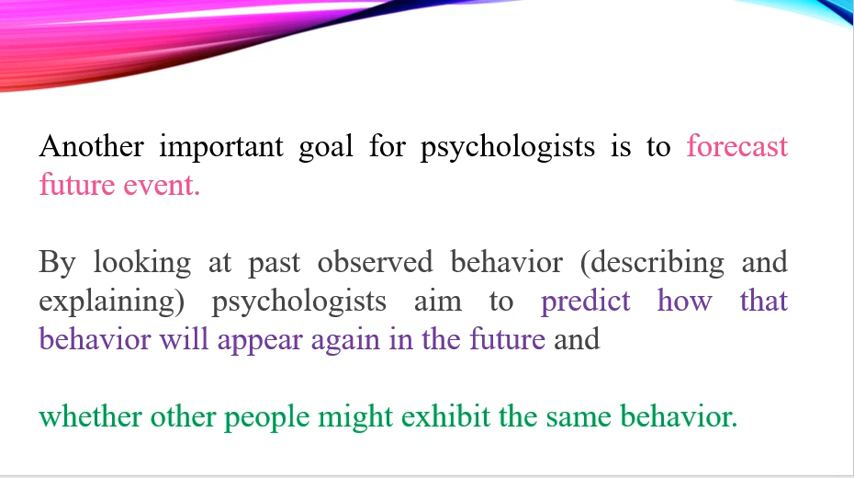 Another important goal for psychologists is to forecast
future event.
By looking at past observed behavior (describing and
explaining) psychologists aim to predict how that
behavior will appear again in the future and
whether other people might exhibit the same behavior.